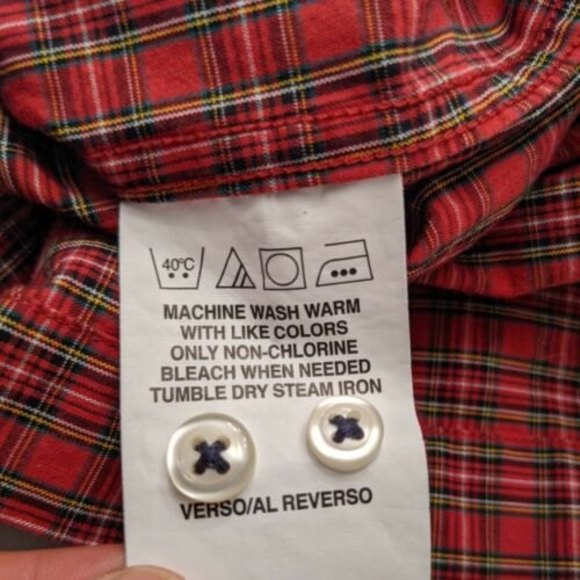 40°C
MACHINE WASH WARM
WITH LIKE COLORS
ONLY NON-CHLORINE
BLEACH WHEN NEEDED
TUMBLE DRY STEAM IRON
VERSO/AL REVERSO